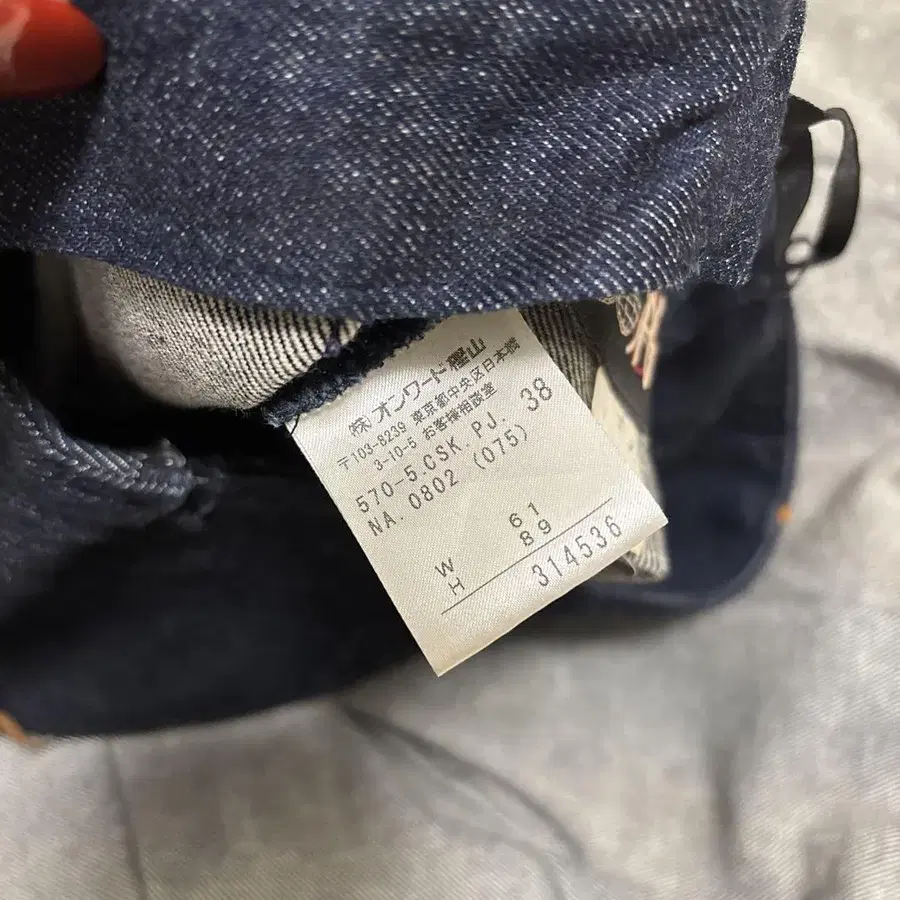 (株)オンワード樫山
〒103-8239 東京都中央区日本橋
3-10-5 お客様相談室
570-5.CSK.PJ. 38
NA.0802 (075)
W 61
H 89
314536